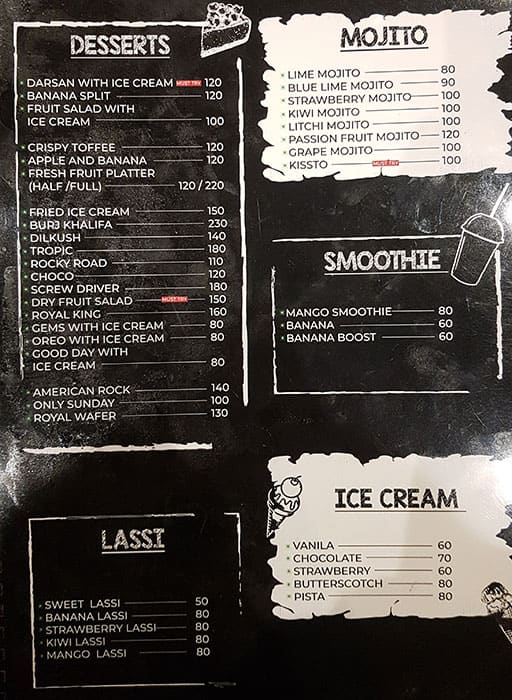 DESSERTS
DARSAN WITH ICE CREAM MUST TRY 120
BANANA SPLIT 120
FRUIT SALAD WITH
ICE CREAM 100
CRISPY TOFFEE 120
APPLE AND BANANA 120
FRESH FRUIT PLATTER
(HALF /FULL) 120 / 220
FRIED ICE CREAM 150
BURJ KHALIFA 230
DILKUSH 140
TROPIC 180
ROCKY ROAD 110
CHOCO 120
SCREW DRIVER 180
DRY FRUIT SALAD MUST TRY 150
ROYAL KING 160
GEMS WITH ICE CREAM 80
OREO WITH ICE CREAM 80
GOOD DAY WITH
ICE CREAM 80
AMERICAN ROCK 140
ONLY SUNDAY 100
ROYAL WAFER 130
LASSI
SWEET LASSI 50
BANANA LASSI 80
STRAWBERRY LASSI 80
KIWI LASSI 80
MANGO LASSI 80
MOJITO
LIME MOJITO 80
BLUE LIME MOJITO 90
STRAWBERRY MOJITO 100
KIWI MOJITO 100
LITCHI MOJITO 100
PASSION FRUIT MOJITO 120
GRAPE MOJITO 100
KISSTO MUST TRY 100
SMOOTHIE
MANGO SMOOTHIE 80
BANANA 60
BANANA BOOST 60
ICE CREAM
VANILA 60
CHOCOLATE 70
STRAWBERRY 60
BUTTERSCOTCH 80
PISTA 80